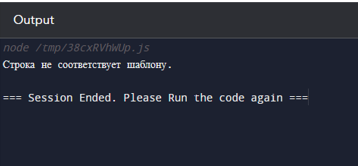 Output
node /tmp/38cxRVhWUp.js
Строка не соответствует шаблону.
=== Session Ended. Please Run the code again ===